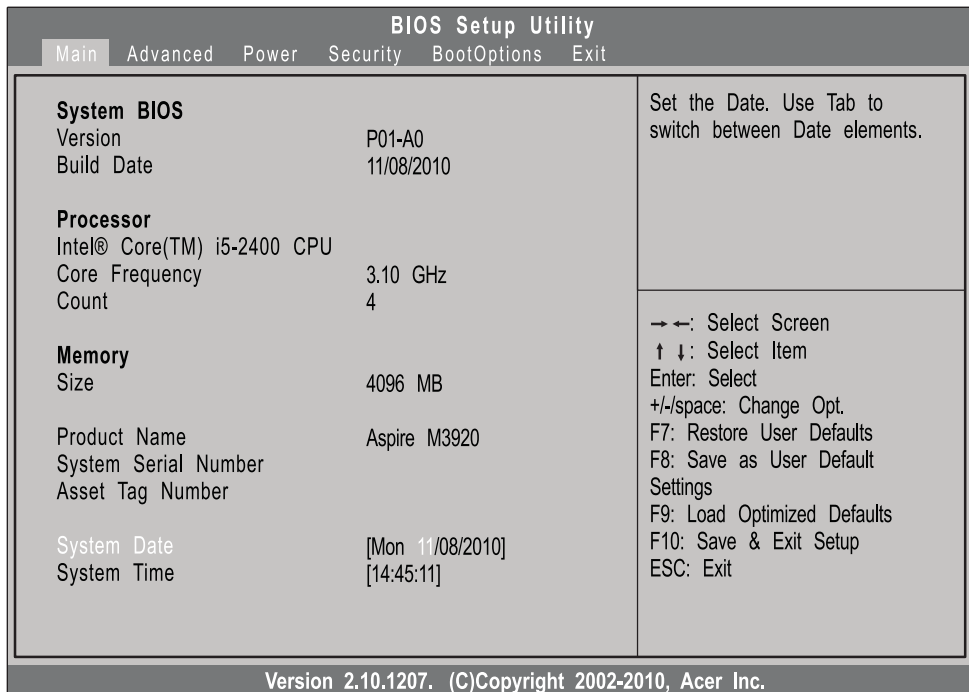 BIOS Setup Utility
Main Advanced Power Security BootOptions Exit
System BIOS
Version P01-A0
Build Date 11/08/2010
Processor
Intel® Core(TM) i5-2400 CPU
Core Frequency 3.10 GHz
Count 4
Memory
Size 4096 MB
Product Name Aspire M3920
System Serial Number
Asset Tag Number
System Date [Mon 11/08/2010]
System Time [14:45:11]
Set the Date. Use Tab to
switch between Date elements.
→←: Select Screen
↑ ↓: Select Item
Enter: Select
+/-/space: Change Opt.
F7: Restore User Defaults
F8: Save as User Default
Settings
F9: Load Optimized Defaults
F10: Save & Exit Setup
ESC: Exit
Version 2.10.1207. (C)Copyright 2002-2010, Acer Inc.